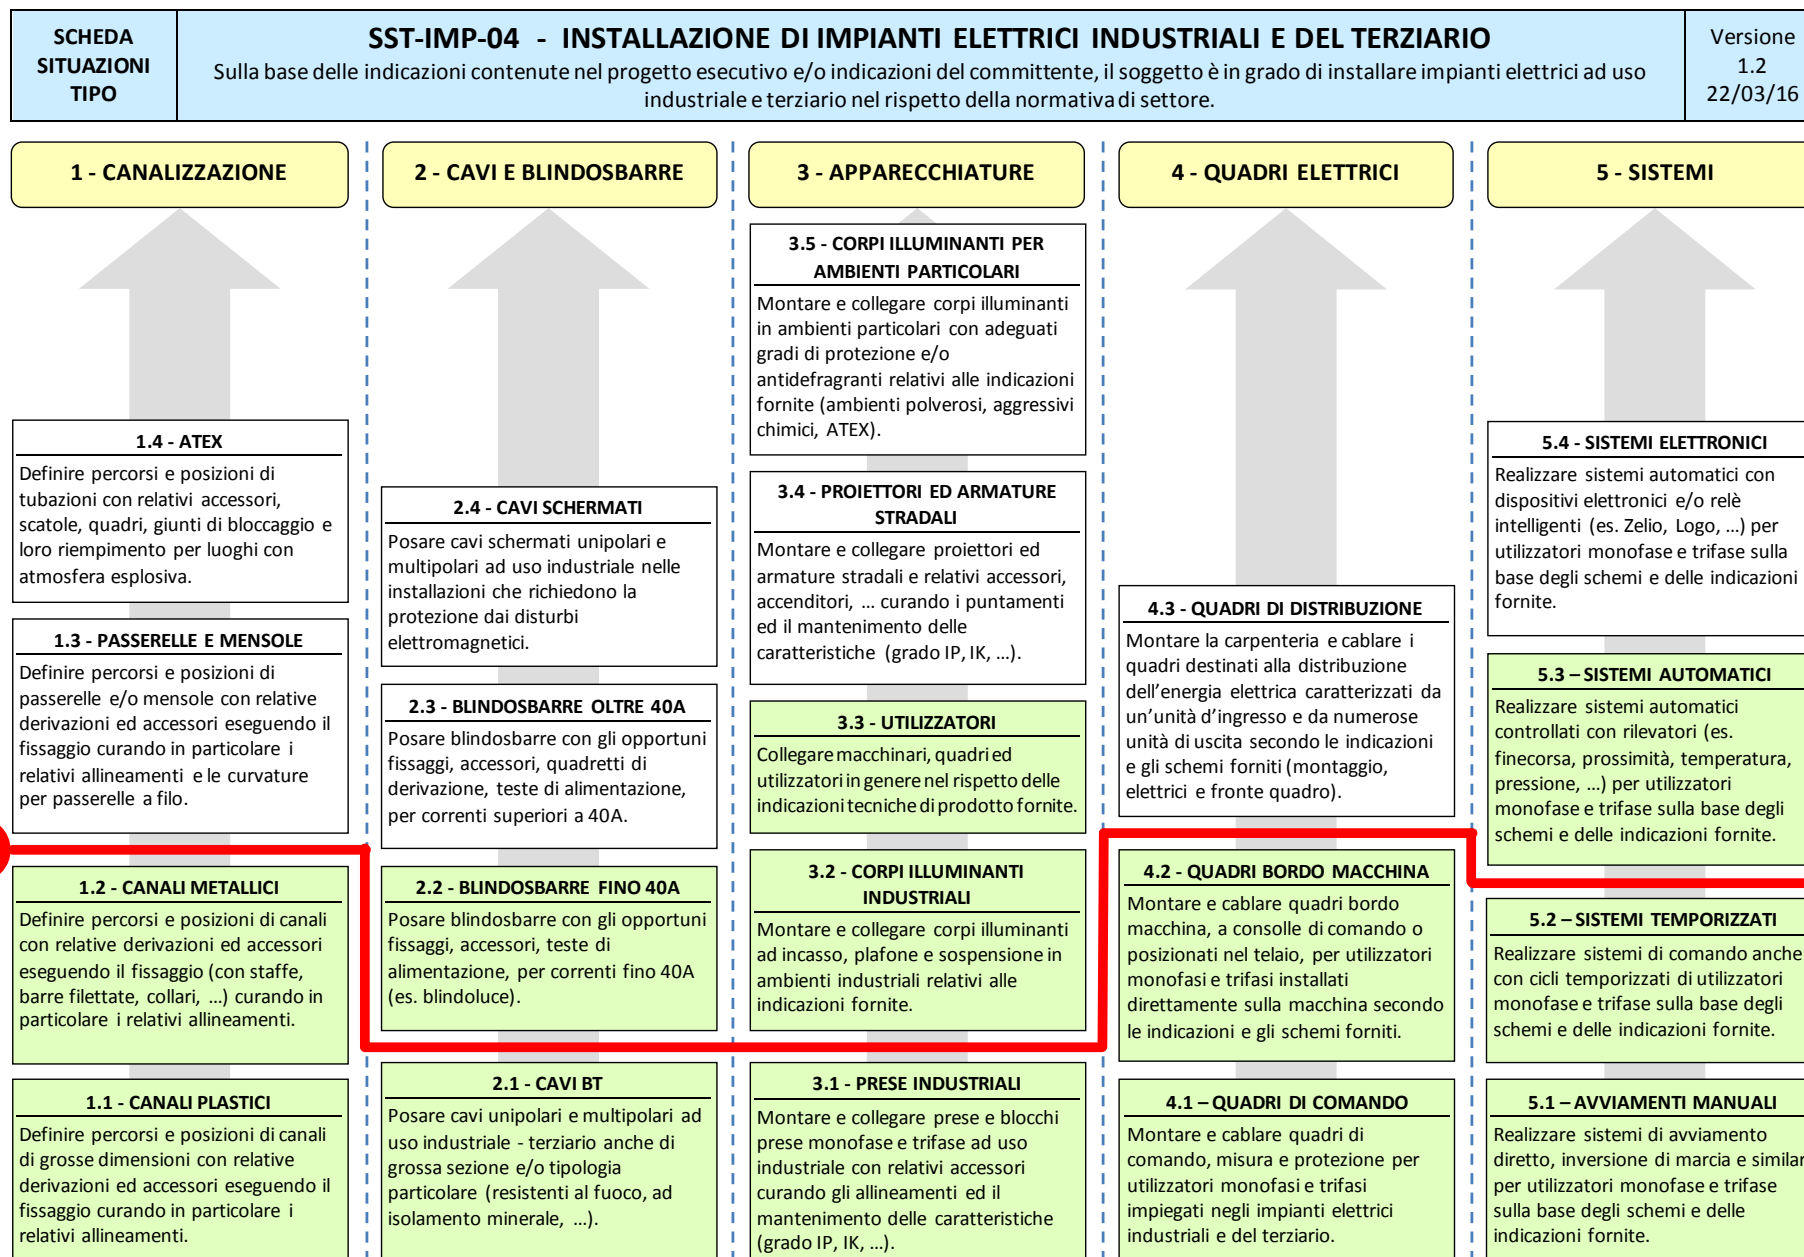 SCHEDA
SITUAZIONI
TIPO
SST-IMP-04 - INSTALLAZIONE DI IMPIANTI ELETTRICI INDUSTRIALI E DEL TERZIARIO
Sulla base delle indicazioni contenute nel progetto esecutivo e/o indicazioni del committente, il soggetto è in grado di installare impianti elettrici ad uso
industriale e terziario nel rispetto della normativa di settore.
Versione
1.2
22/03/16
1 - CANALIZZAZIONE
1.4 - ATEX
Definire percorsi e posizioni di
tubazioni con relativi accessori,
scatole, quadri, giunti di bloccaggio e
loro riempimento per luoghi con
atmosfera esplosiva.
1.3 - PASSERELLE E MENSOLE
Definire percorsi e posizioni di
passerelle e/o mensole con relative
derivazioni ed accessori eseguendo il
fissaggio curando in particolare i
relativi allineamenti e le curvature
per passerelle a filo.
1.2 - CANALI METALLICI
Definire percorsi e posizioni di canali
con relative derivazioni ed accessori
eseguendo il fissaggio (con staffe,
barre filettate, collari, ...) curando in
particolare i relativi allineamenti.
1.1 - CANALI PLASTICI
Definire percorsi e posizioni di canali
di grosse dimensioni con relative
derivazioni ed accessori eseguendo il
fissaggio curando in particolare i
relativi allineamenti.
2 - CAVI E BLINDOSBARRE
2.4 - CAVI SCHERMATI
Posare cavi schermati unipolari e
multipolari ad uso industriale nelle
installazioni che richiedono la
protezione dai disturbi
elettromagnetici.
2.3 - BLINDOSBARRE OLTRE 40A
Posare blindosbarre con gli opportuni
fissaggi, accessori, quadretti di
derivazione, teste di alimentazione,
per correnti superiori a 40A.
2.2 - BLINDOSBARRE FINO 40A
Posare blindosbarre con gli opportuni
fissaggi, accessori, teste di
alimentazione, per correnti fino 40A
(es. blindoluce).
2.1 - CAVI BT
Posare cavi unipolari e multipolari ad
uso industriale - terziario anche di
grossa sezione e/o tipologia
particolare (resistenti al fuoco, ad
isolamento minerale, ...).
3 - APPARECCHIATURE
3.5 - CORPI ILLUMINANTI PER
AMBIENTI PARTICOLARI
Montare e collegare corpi illuminanti
in ambienti particolari con adeguati
gradi di protezione e/o
antidefragranti relativi alle indicazioni
fornite (ambienti polverosi, aggressivi
chimici, ATEX).
3.4 - PROIETTORI ED ARMATURE
STRADALI
Montare e collegare proiettori ed
armature stradali e relativi accessori,
accenditori, ... curando i puntamenti
ed il mantenimento delle
caratteristiche (grado IP, IK, ...).
3.3 - UTILIZZATORI
Collegare macchinari, quadri ed
utilizzatori in genere nel rispetto delle
indicazioni tecniche di prodotto fornite.
3.2 - CORPI ILLUMINANTI
INDUSTRIALI
Montare e collegare corpi illuminanti
ad incasso, plafone e sospensione in
ambienti industriali relativi alle
indicazioni fornite.
3.1 - PRESE INDUSTRIALI
Montare e collegare prese e blocchi
prese monofase e trifase ad uso
industriale con relativi accessori
curando gli allineamenti ed il
mantenimento delle caratteristiche
(grado IP, IK, ...).
4 - QUADRI ELETTRICI
4.3 - QUADRI DI DISTRIBUZIONE
Montare la carpenteria e cablare i
quadri destinati alla distribuzione
dell'energia elettrica caratterizzati da
un'unità d'ingresso e da numerose
unità di uscita secondo le indicazioni
e gli schemi forniti (montaggio,
elettrici e fronte quadro).
4.2 - QUADRI BORDO MACCHINA
Montare e cablare quadri bordo
macchina, a consolle di comando o
posizionati nel telaio, per utilizzatori
monofasi e trifasi installati
direttamente sulla macchina secondo
le indicazioni e gli schemi forniti.
4.1 – QUADRI DI COMANDO
Montare e cablare quadri di
comando, misura e protezione per
utilizzatori monofasi e trifasi
impiegati negli impianti elettrici
industriali e del terziario.
5 - SISTEMI
5.4 - SISTEMI ELETTRONICI
Realizzare sistemi automatici con
dispositivi elettronici e/o relè
intelligenti (es. Zelio, Logo, ...) per
utilizzatori monofase e trifase sulla
base degli schemi e delle indicazioni
fornite.
5.3 – SISTEMI AUTOMATICI
Realizzare sistemi automatici
controllati con rilevatori (es.
finecorsa, prossimità, temperatura,
pressione, ...) per utilizzatori
monofase e trifase sulla base degli
schemi e delle indicazioni fornite.
5.2 – SISTEMI TEMPORIZZATI
Realizzare sistemi di comando anche
con cicli temporizzati di utilizzatori
monofase e trifase sulla base degli
schemi e delle indicazioni fornite.
5.1 – AVVIAMENTI MANUALI
Realizzare sistemi di avviamento
diretto, inversione di marcia e similar
per utilizzatori monofase e trifase
sulla base degli schemi e delle
indicazioni fornite.